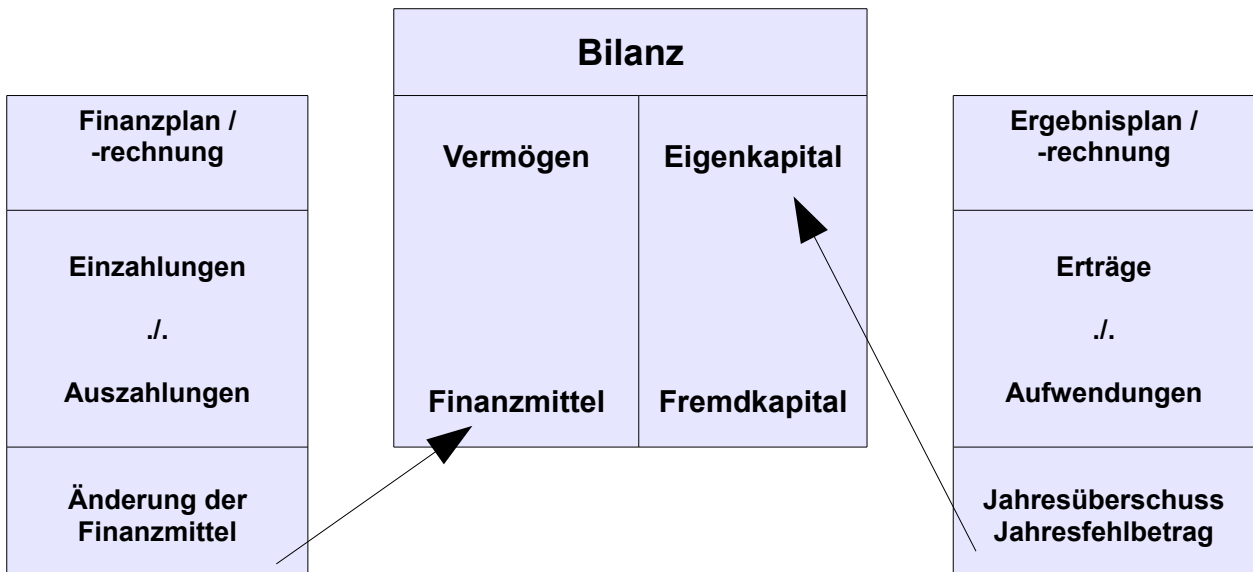 Bilanz
Finanzplan /
-rechnung
Einzahlungen
./.
Auszahlungen
Änderung der
Finanzmittel
Vermögen
Finanzmittel
Eigenkapital
Fremdkapital
Ergebnisplan /
-rechnung
Erträge
./.
Aufwendungen
Jahresüberschuss
Jahresfehlbetrag